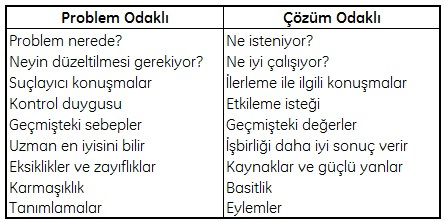 Problem Odaklı Çözüm Odaklı
Problem nerede? Ne isteniyor?
Neyin düzeltilmesi gerekiyor? Ne iyi çalışıyor?
Suçlayıcı konuşmalar İlerleme ile ilgili konuşmalar
Kontrol duygusu Etkileme isteği
Geçmişteki sebepler Geçmişteki değerler
Uzman en iyisini bilir İşbirliği daha iyi sonuç verir
Eksiklikler ve zayıflıklar Kaynaklar ve güçlü yanlar
Karmaşıklık Basitlik
Tanımlamalar Eylemler